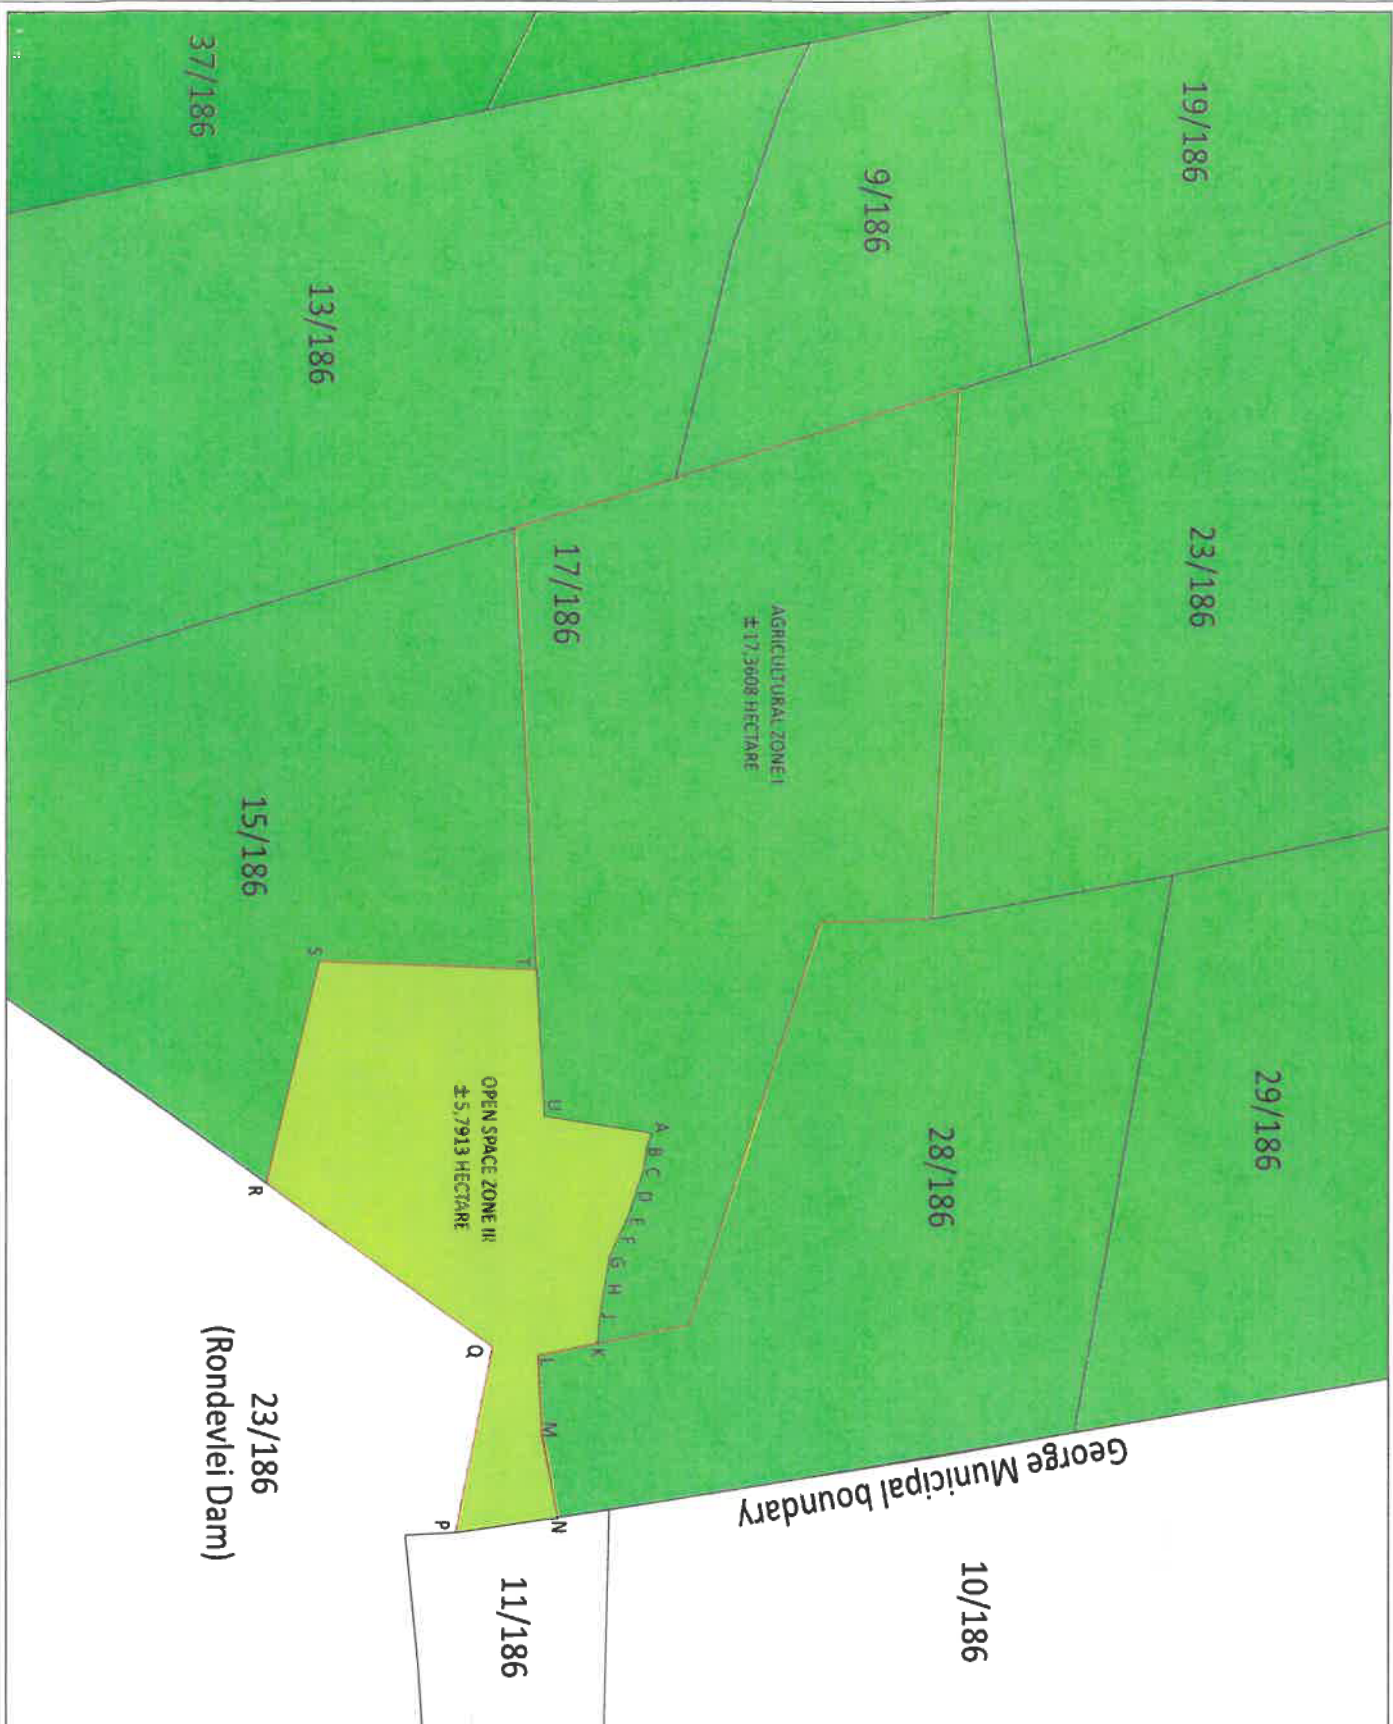 19/186
23/186
29/186
9/186
28/186
George Municipal boundary
10/186
AGRICULTURAL ZONE I
±17,3608 HECTARE
17/186
A
B
C
D
E
F
G
H
J
K
L
M
N
P
Q
R
S
T
U
OPEN SPACE ZONE III
±5,7913 HECTARE
11/186
37/186
13/186
15/186
23/186
(Rondevlei Dam)